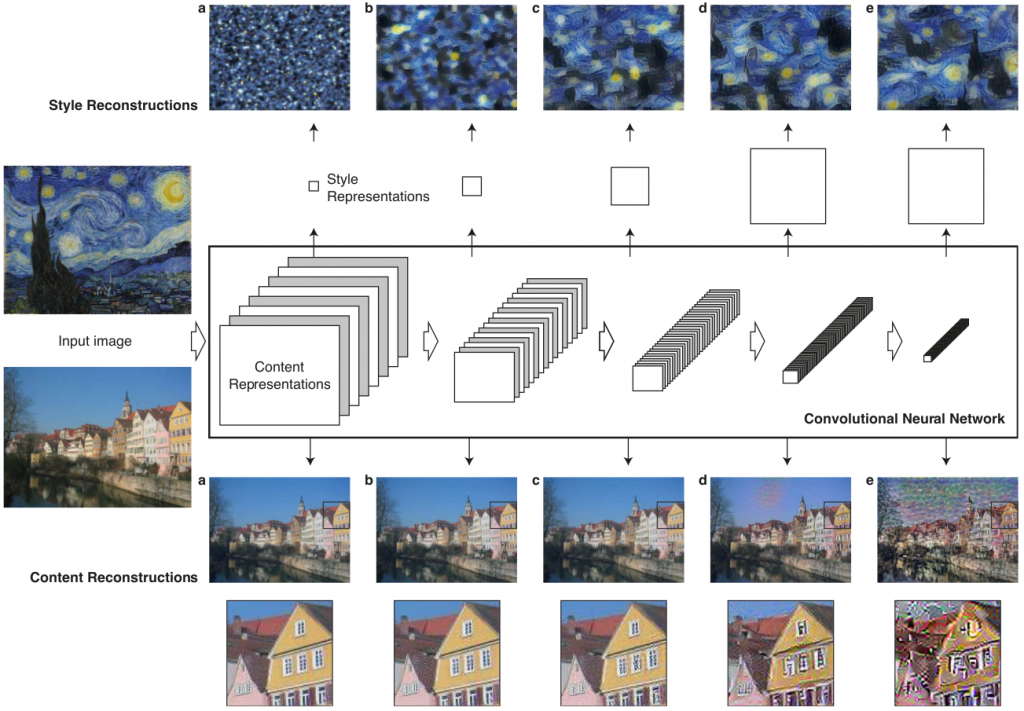 a
b
c
d
e
Style Reconstructions
Style
Representations
Input image
Content
Representations
Convolutional Neural Network
a
b
c
d
e
Content Reconstructions